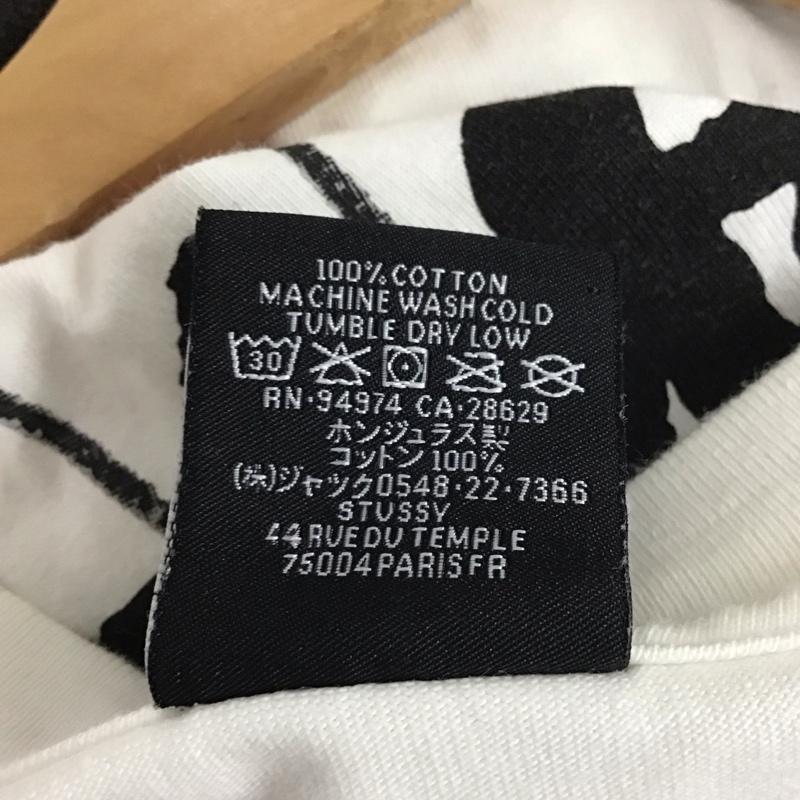 100% COTTON
MACHINE WASH COLD
TUMBLE DRY LOW
30
RN·94974 CA·28629
ホンジュラス製
コットン 100%
(株)ジャック0548·22·7366
STUSSY
44 RUE DU TEMPLE
75004 PARIS FR